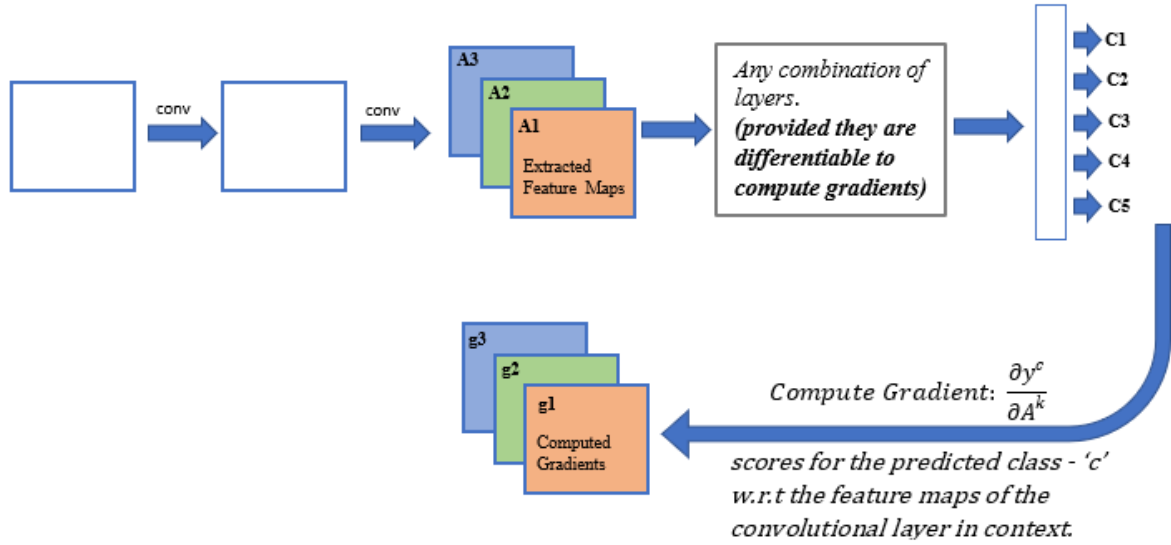 conv
conv
A3
A2
A1
Extracted
Feature Maps
Any combination of
layers.
(provided they are
differentiable to
compute gradients)
C1
C2
C3
C4
C5
g3
g2
g1
Computed
Gradients
Compute Gradient: ∂y^c / ∂A^k
scores for the predicted class - ‘c’
w.r.t the feature maps of the
convolutional layer in context.